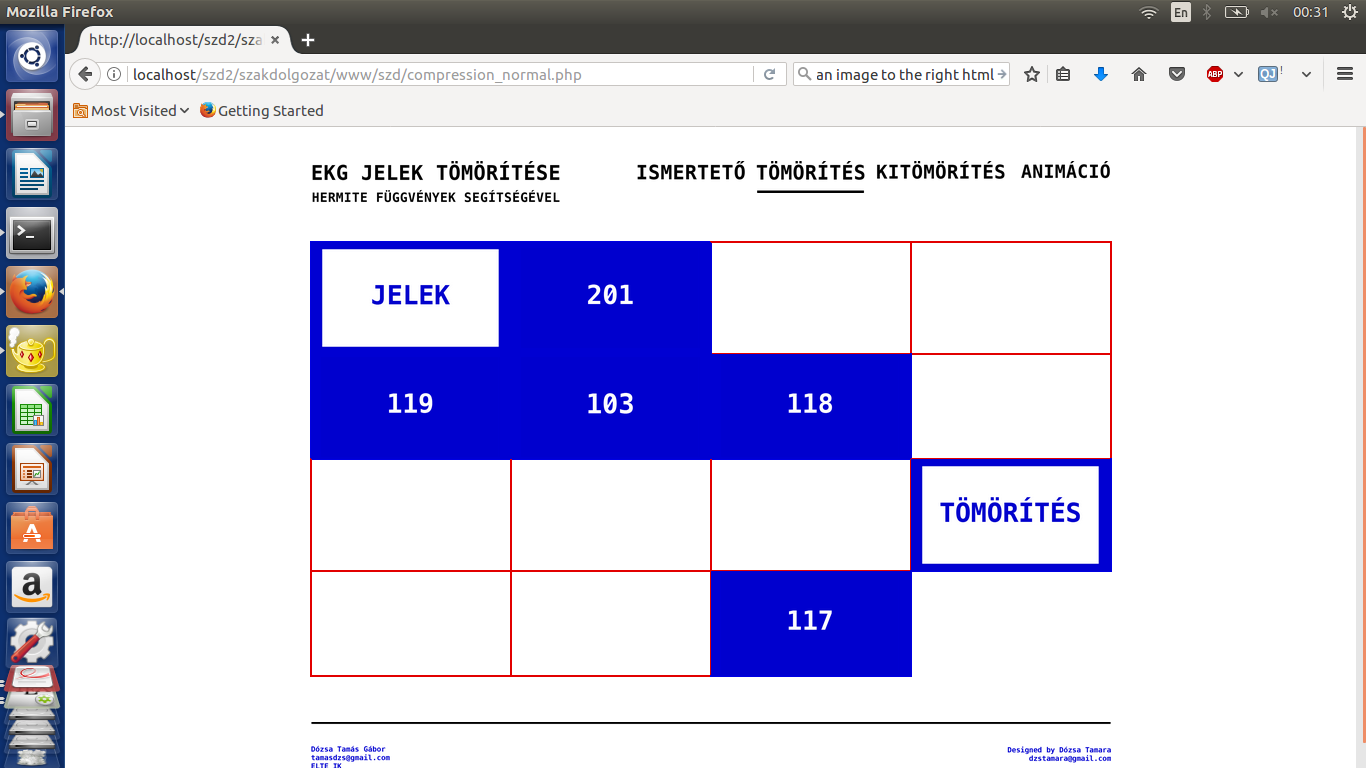 Mozilla Firefox
En
00:31
http://localhost/szd2/sza
localhost/szd2/szakdolgozat/www/szd/compression_normal.php
an image to the right html
ABP
QJ!
Most Visited
Getting Started
EKG JELEK TÖMÖRÍTÉSE
HERMITE FÜGGVÉNYEK SEGÍTSÉGÉVEL
ISMERTETŐ TÖMÖRÍTÉS KITÖMÖRÍTÉS ANIMÁCIÓ
JELEK
201
119
103
118
TÖMÖRÍTÉS
117
Dózsa Tamás Gábor
tamasdzs@gmail.com
ELTE IK
Designed by Dózsa Tamara
dzstamara@gmail.com